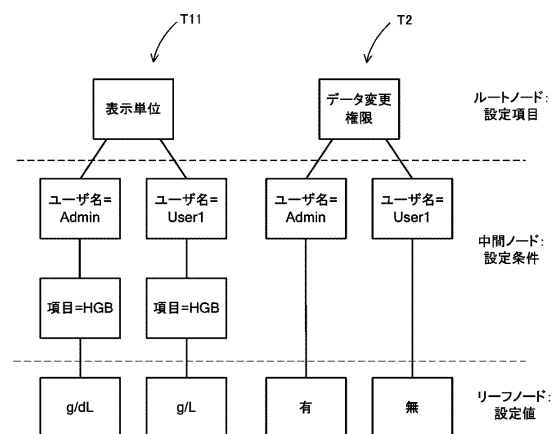 T11
T2
表示単位
データ変更
権限
ルートノード:
設定項目
ユーザ名=
Admin
ユーザ名=
User1
ユーザ名=
Admin
ユーザ名=
User1
中間ノード:
設定条件
項目=HGB
項目=HGB
g/dL
g/L
有
無
リーフノード:
設定値